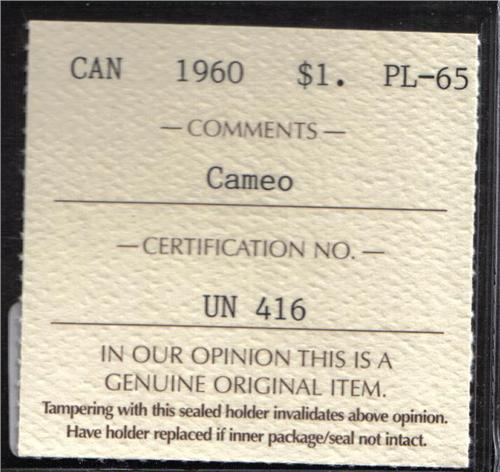 CAN 1960 $1. PL-65
— COMMENTS —
Cameo
— CERTIFICATION NO. —
UN 416
IN OUR OPINION THIS IS A
GENUINE ORIGINAL ITEM.
Tampering with this sealed holder invalidates above opinion.
Have holder replaced if inner package/seal not intact.